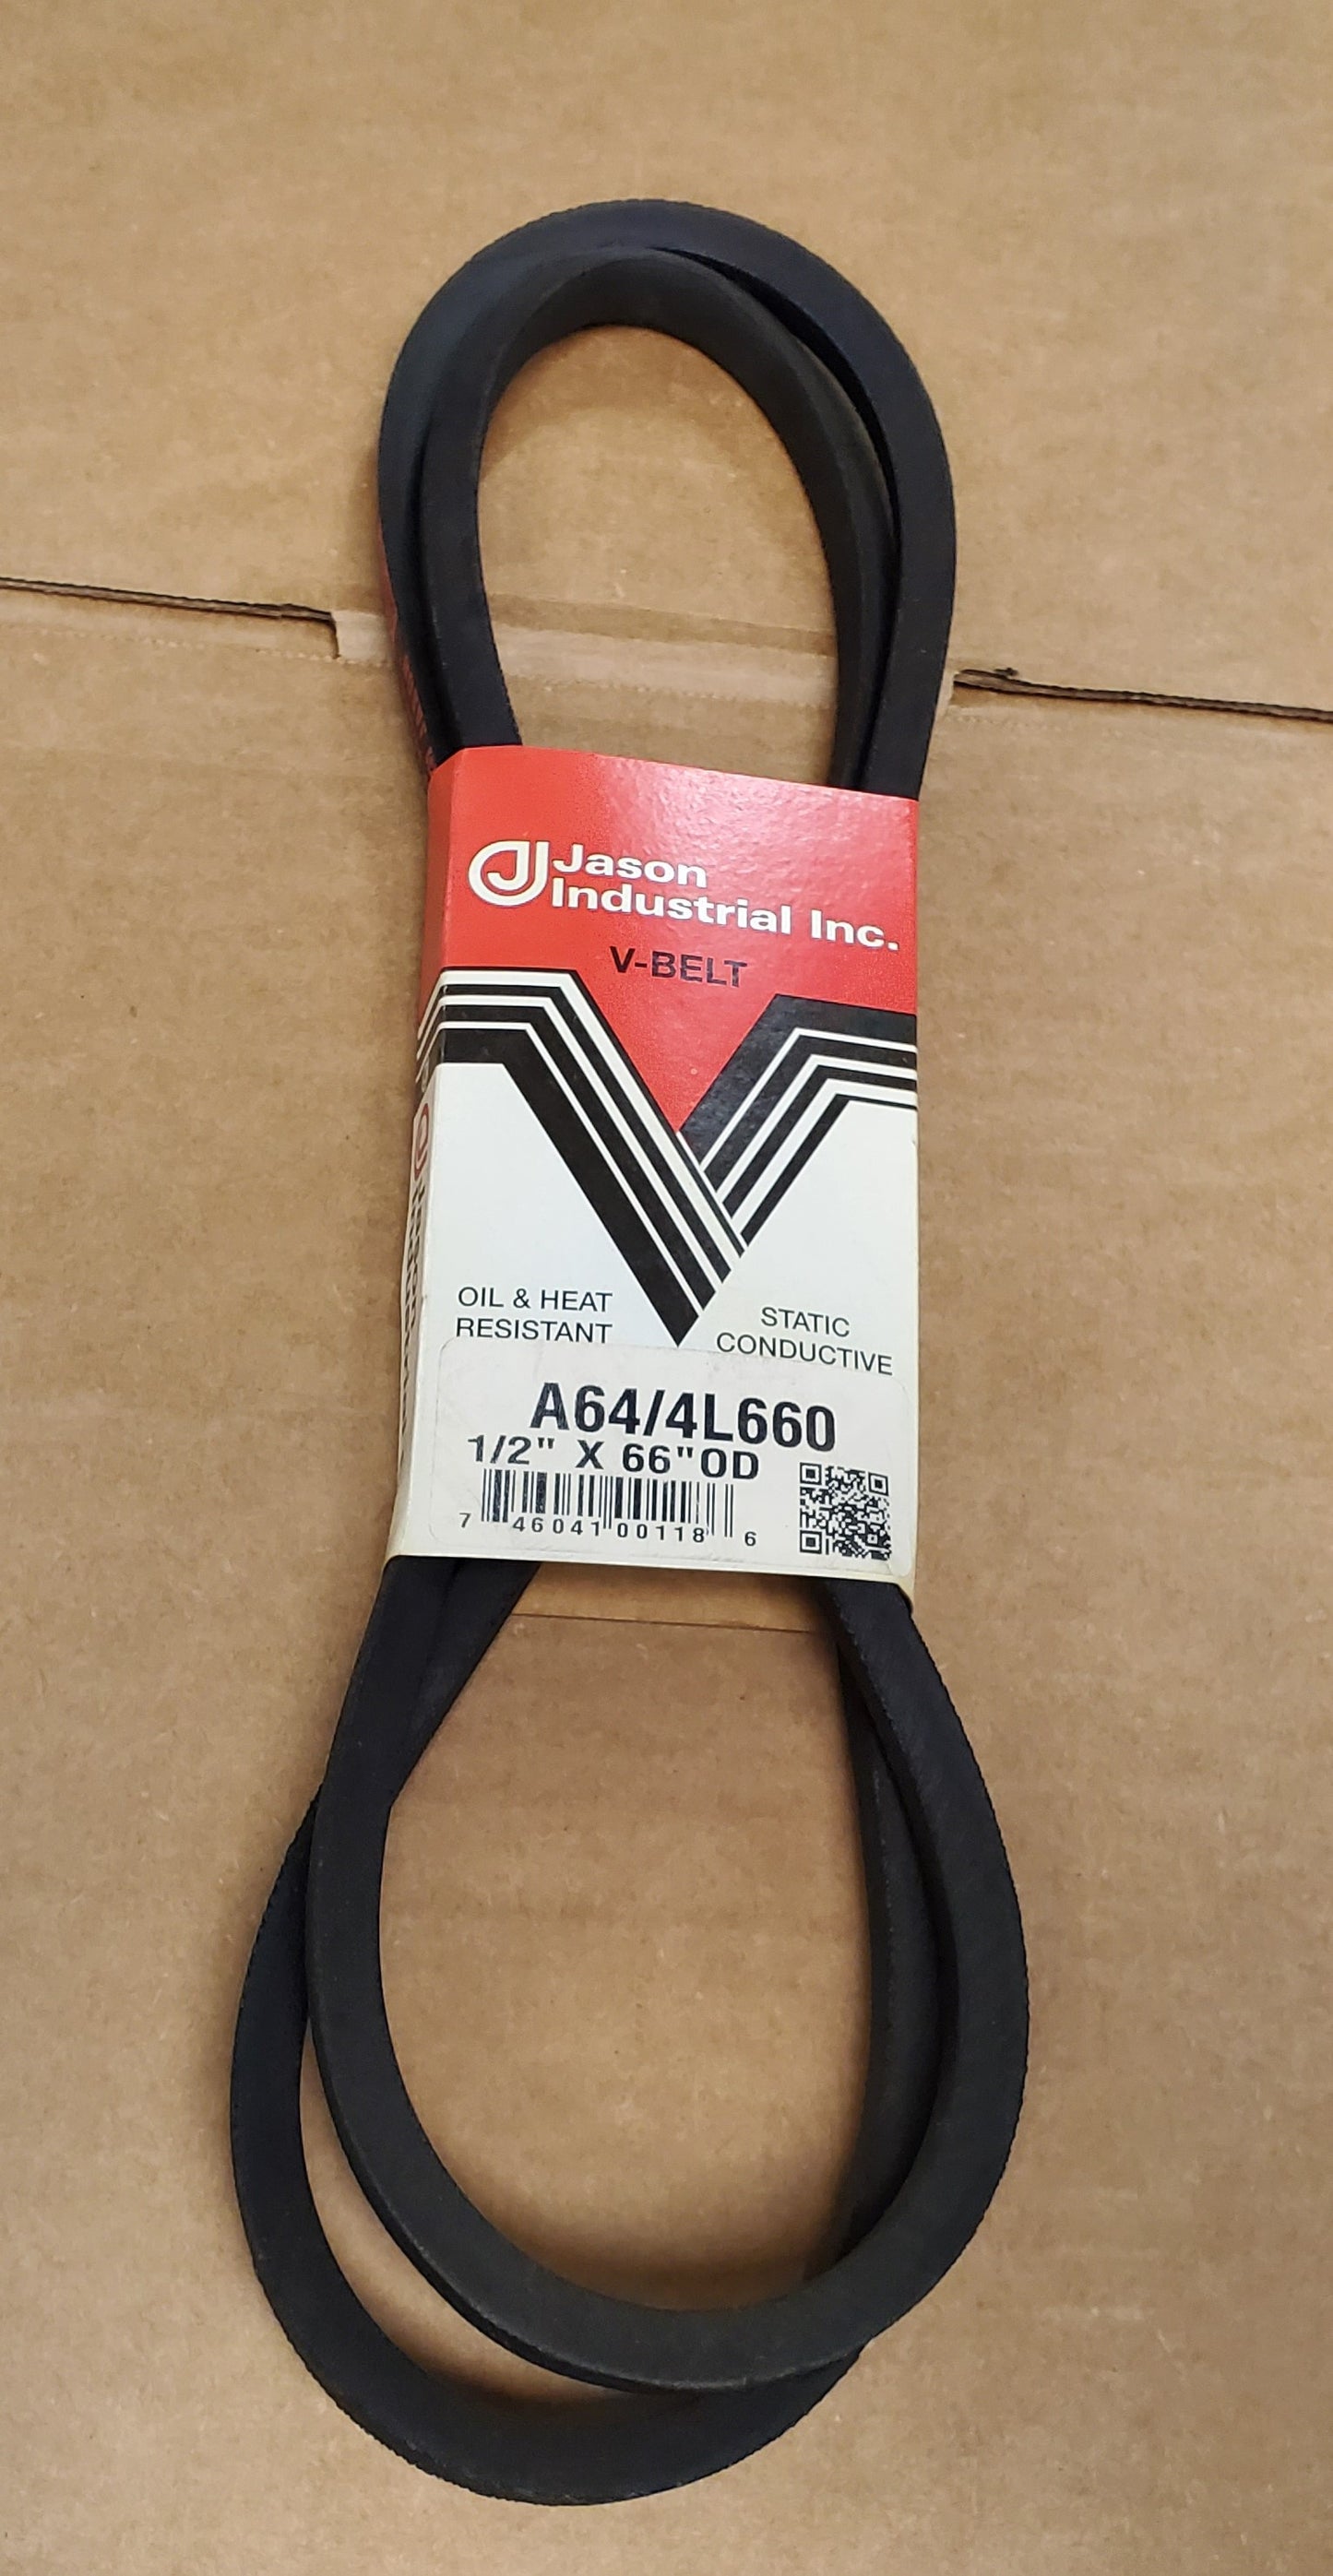 Jason
Industrial Inc.
V-BELT
OIL & HEAT
RESISTANT
STATIC
CONDUCTIVE
A64/4L660
1/2" X 66"OD
7 46041 00118 6